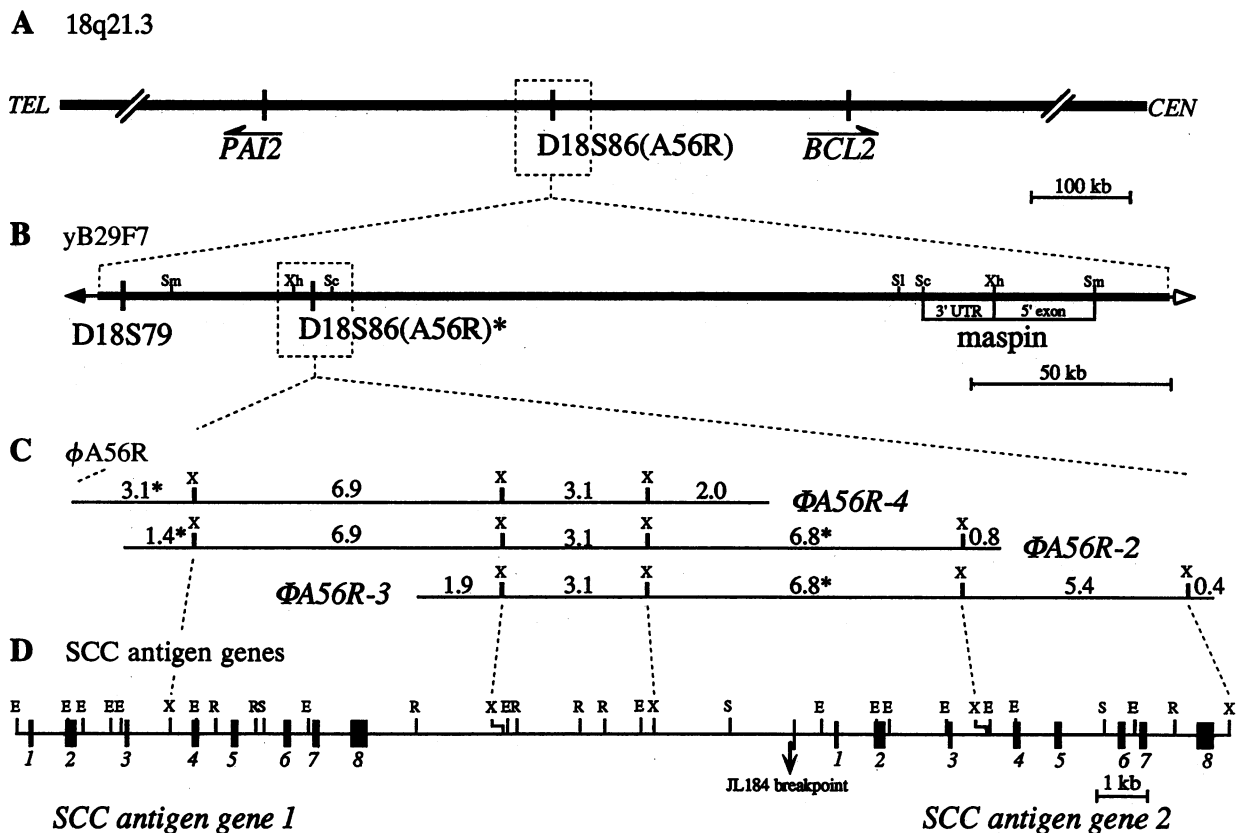 A 18q21.3
TEL CEN
PAI2 D18S86(A56R) BCL2
100 kb
B yB29F7
Sm Xh Sc Sl Sc Xh Sm
D18S79 D18S86(A56R)* 3' UTR 5' exon
maspin
50 kb
C ϕA56R
X X X
3.1* 6.9 3.1 2.0 ΦA56R-4
X X X X
1.4* 6.9 3.1 6.8* 0.8 ΦA56R-2
X X X X
ΦA56R-3 1.9 3.1 6.8* 5.4 0.4
D SCC antigen genes
E E E E E X E R R S E R X E R R R E X S E E E E X E E S E R X
1 2 3 4 5 6 7 8 1 2 3 4 5 6 7 8
JL184 breakpoint
1 kb
SCC antigen gene 1 SCC antigen gene 2